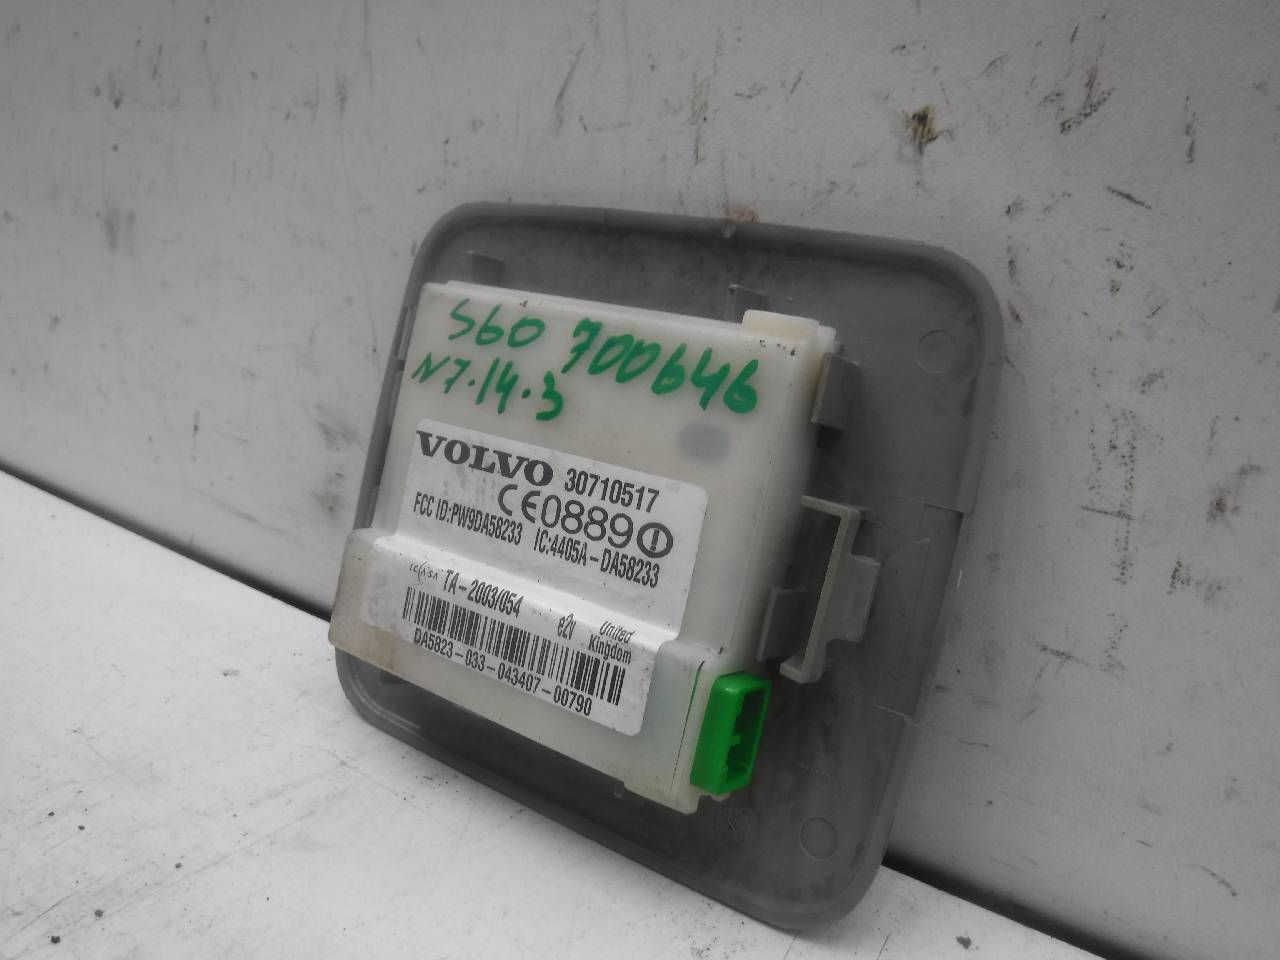 S60 700646
N7.14.3
VOLVO 30710517
CE0889
FCC ID:PW9DA58233 IC:4405A-DA58233
TA-2003/054 e2V United Kingdom
DA5823-033-043407-00790